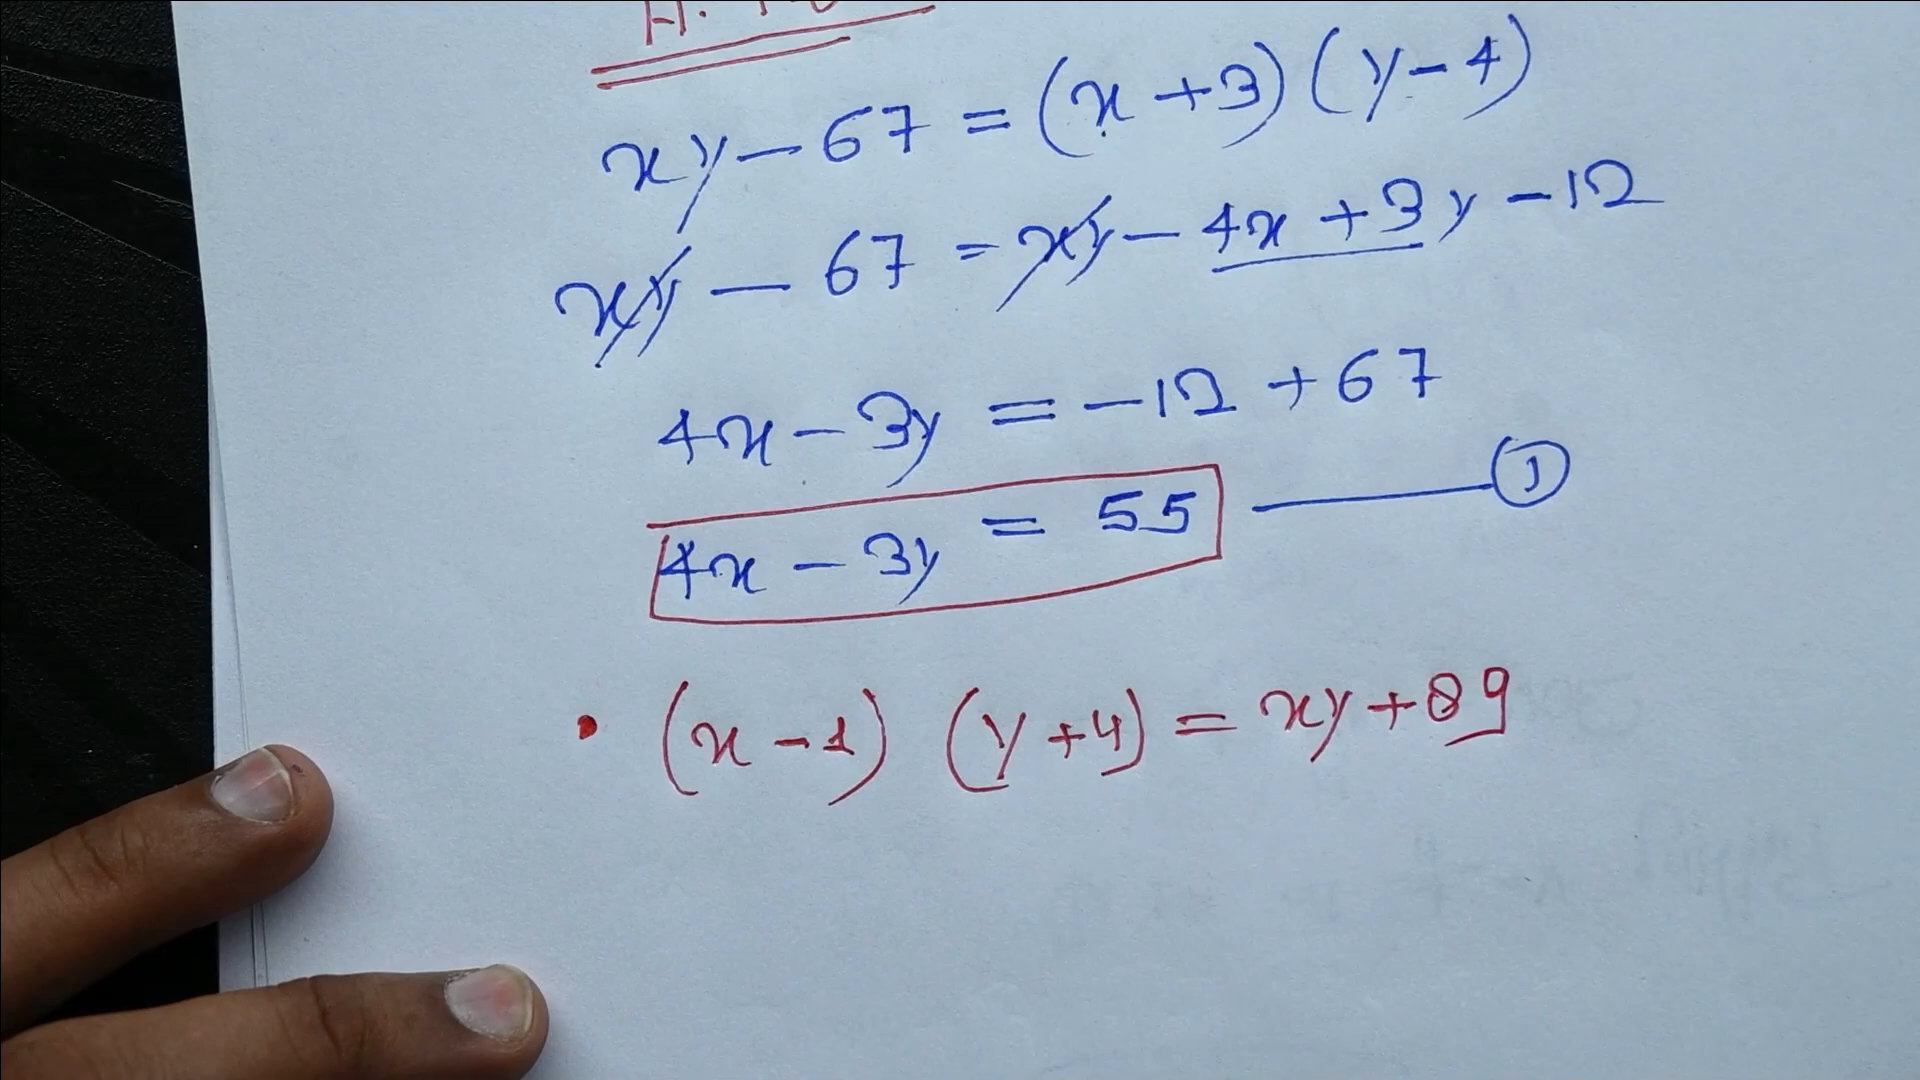 xy - 67 = (x + 3) (y - 4)
xy - 67 = xy - 4x + 3y - 12
4x - 3y = -12 + 67
4x - 3y = 55 —— 1
• (x - 1) (y + 4) = xy + 89